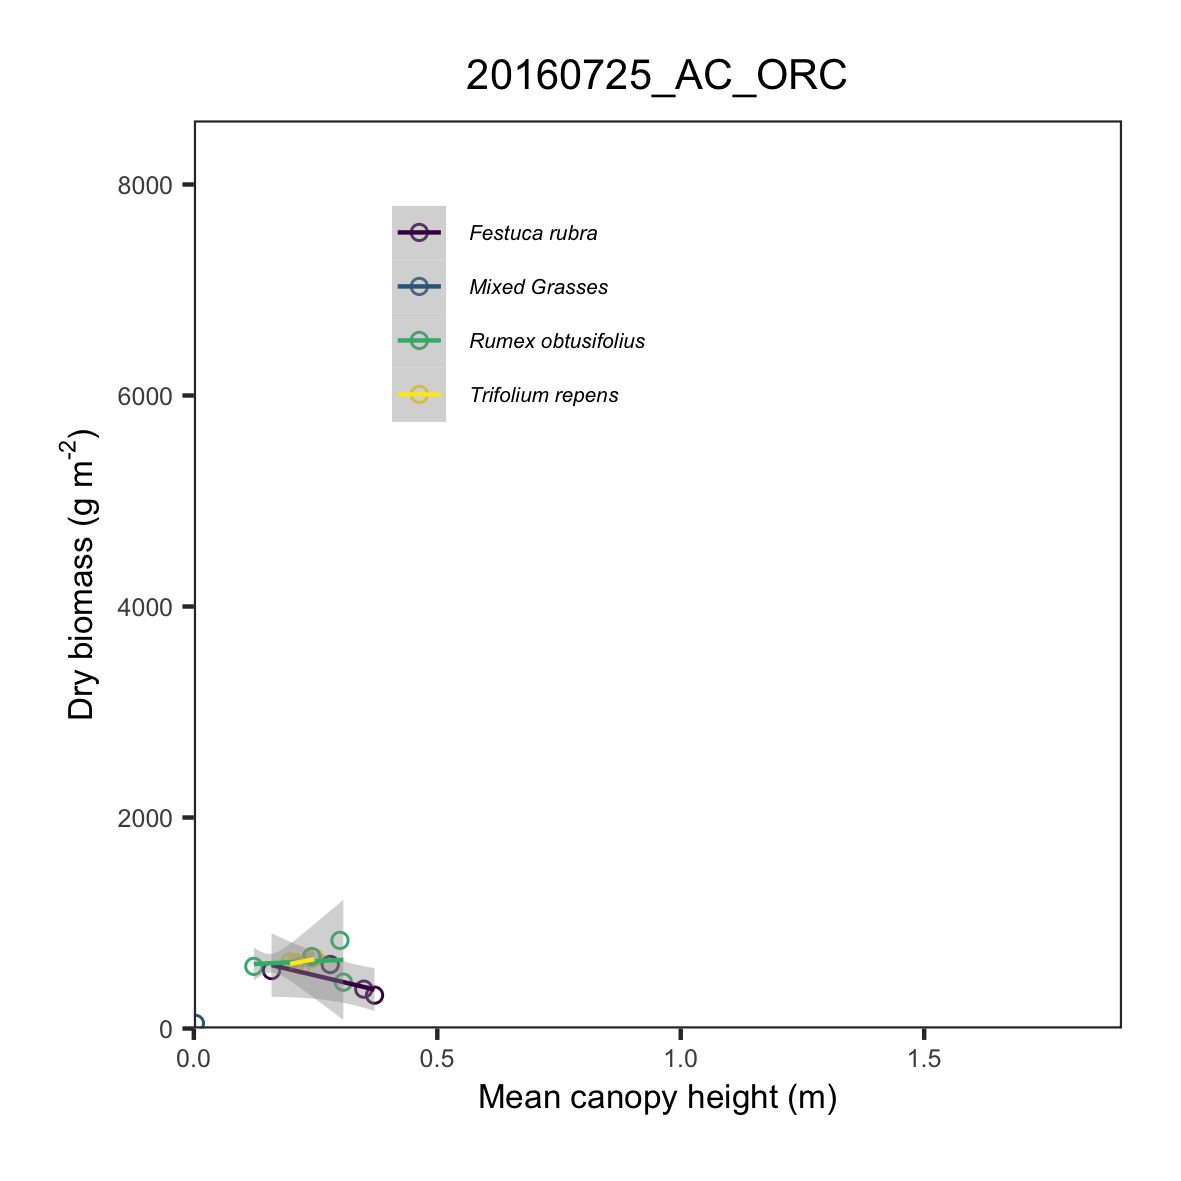 20160725_AC_ORC
8000
6000
4000
2000
0
Dry biomass (g m-2)
Festuca rubra
Mixed Grasses
Rumex obtusifolius
Trifolium repens
0.0 0.5 1.0 1.5
Mean canopy height (m)